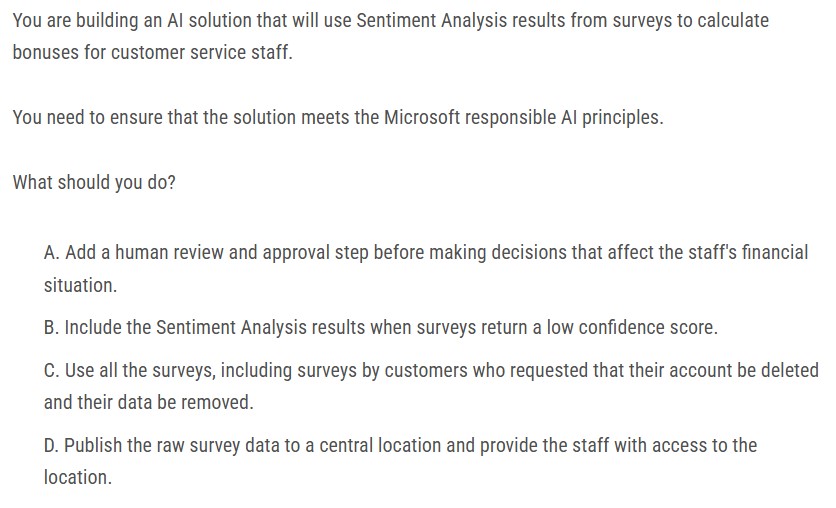 You are building an AI solution that will use Sentiment Analysis results from surveys to calculate
bonuses for customer service staff.
You need to ensure that the solution meets the Microsoft responsible AI principles.
What should you do?
A. Add a human review and approval step before making decisions that affect the staff's financial
situation.
B. Include the Sentiment Analysis results when surveys return a low confidence score.
C. Use all the surveys, including surveys by customers who requested that their account be deleted
and their data be removed.
D. Publish the raw survey data to a central location and provide the staff with access to the
location.